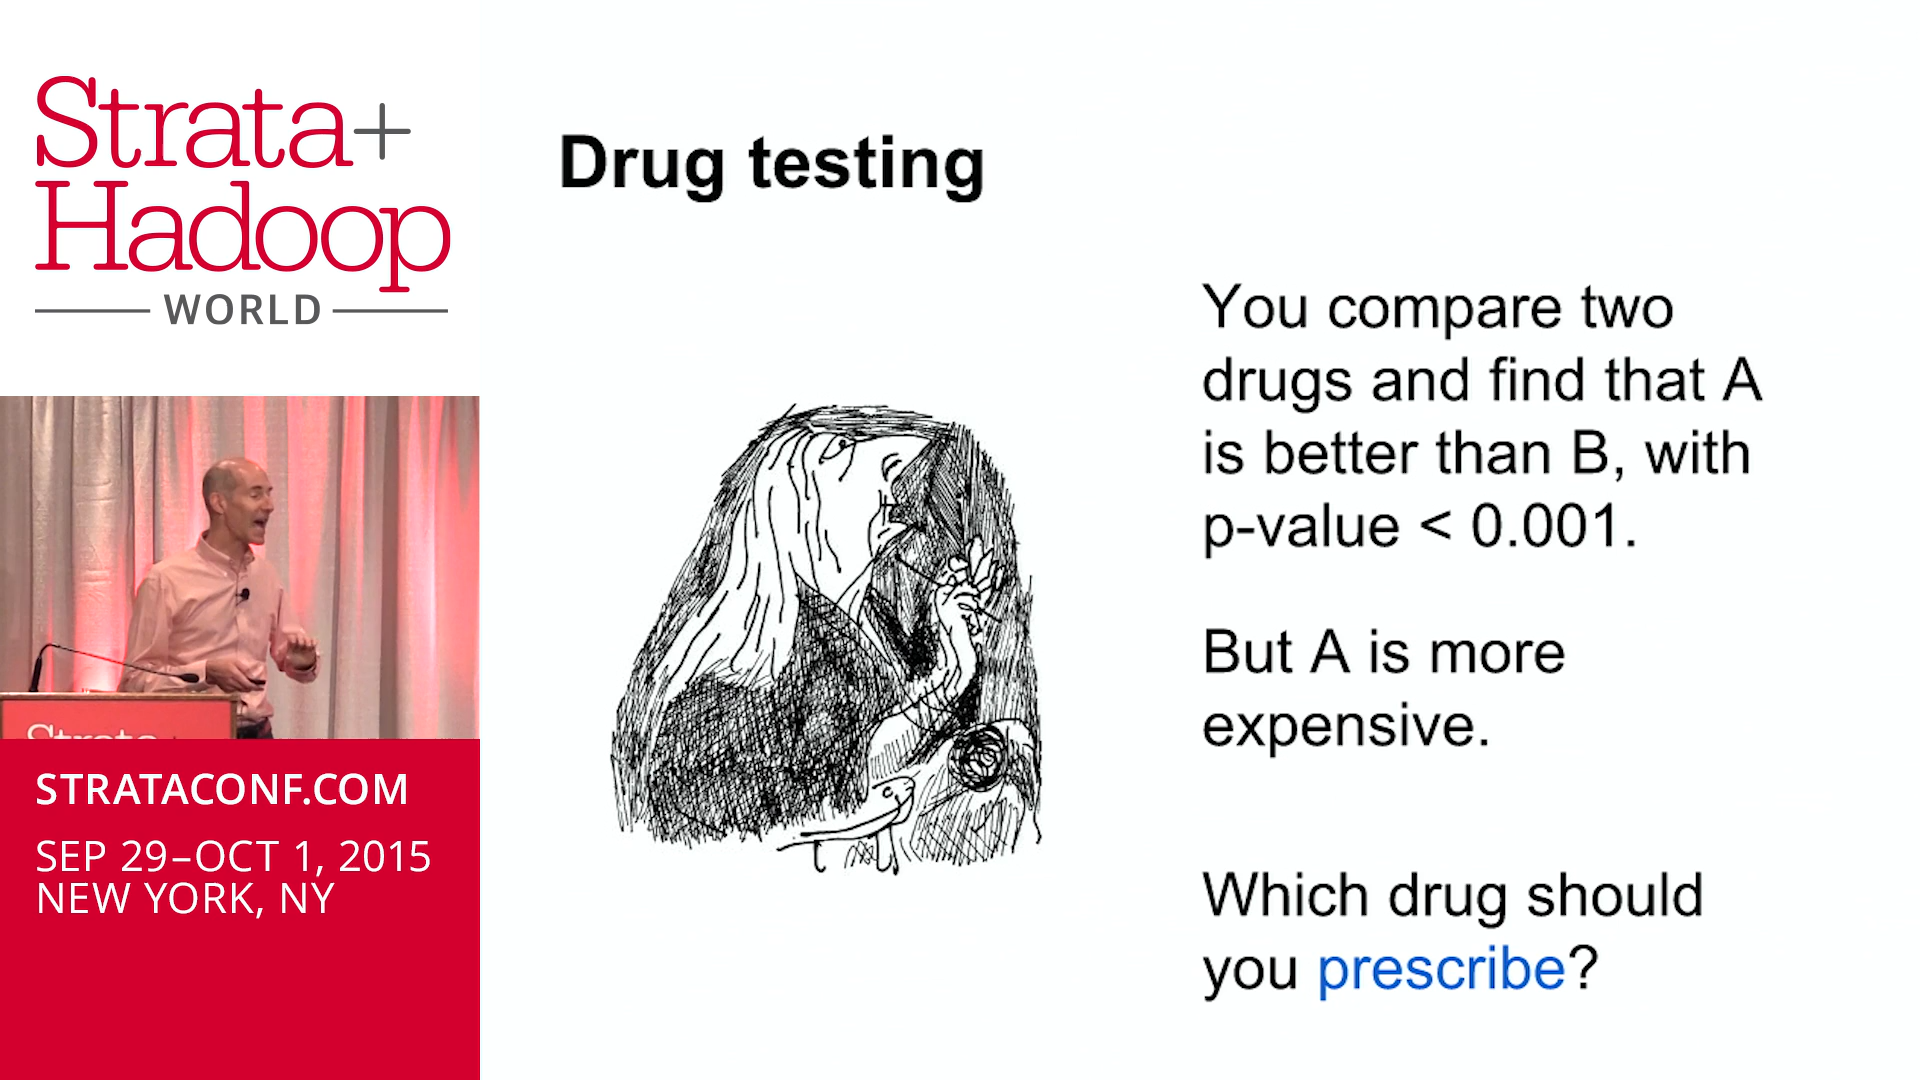 Strata+
Hadoop
WORLD
Drug testing
You compare two
drugs and find that A
is better than B, with
p-value < 0.001.
But A is more
expensive.
Which drug should
you prescribe?
Strata+
STRATACONF.COM
SEP 29–OCT 1, 2015
NEW YORK, NY